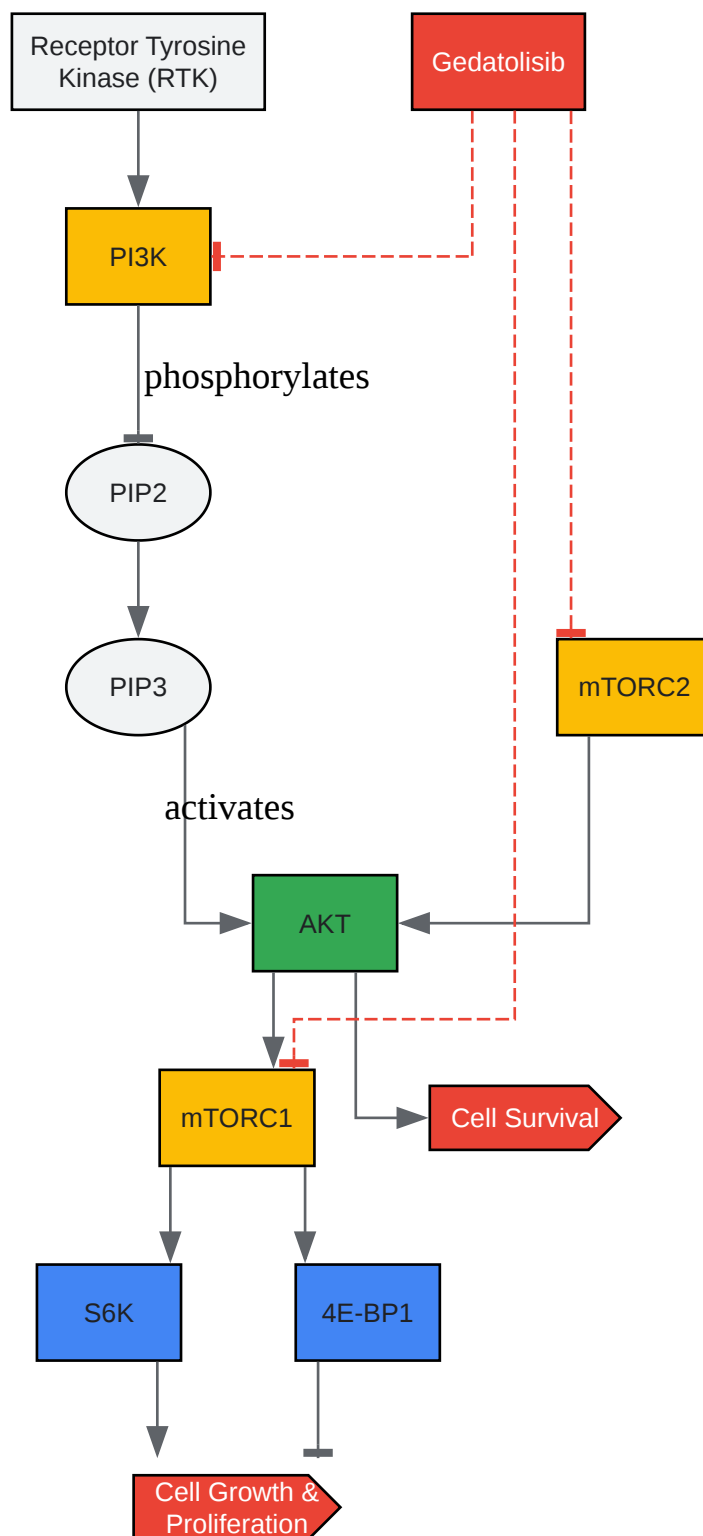 Receptor Tyrosine
Kinase (RTK)
Gedatolisib
PI3K
phosphorylates
PIP2
PIP3
mTORC2
activates
AKT
mTORC1
Cell Survival
S6K
4E-BP1
Cell Growth &
Proliferation